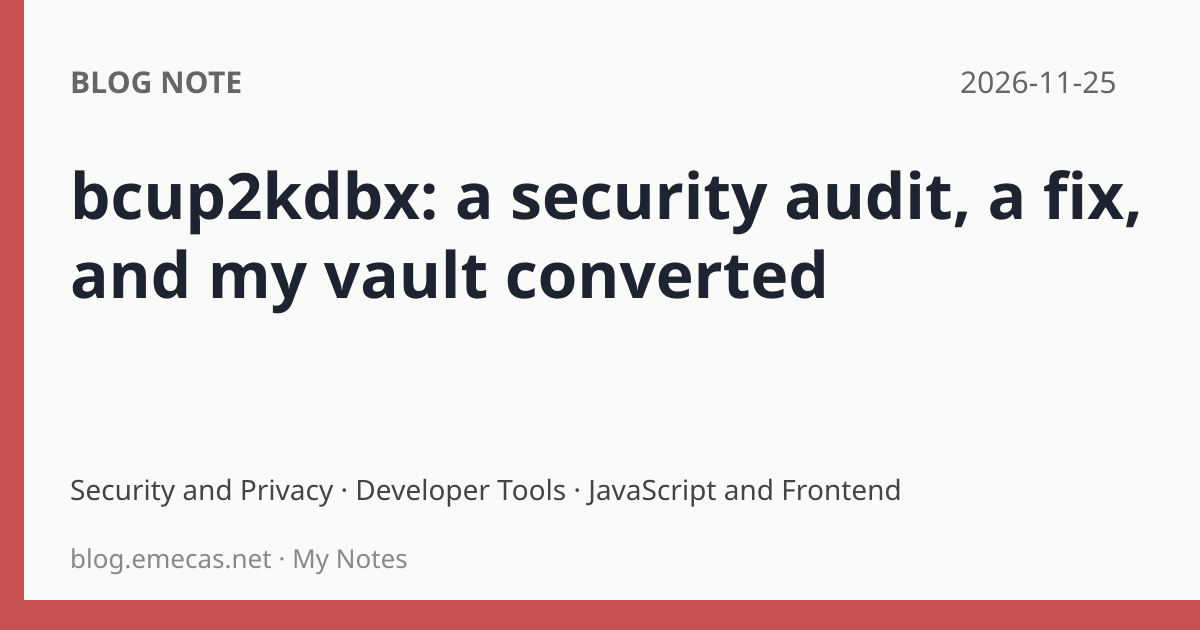 BLOG NOTE
2026-11-25
bcup2kdbx: a security audit, a fix,
and my vault converted
Security and Privacy · Developer Tools · JavaScript and Frontend
blog.emecas.net · My Notes